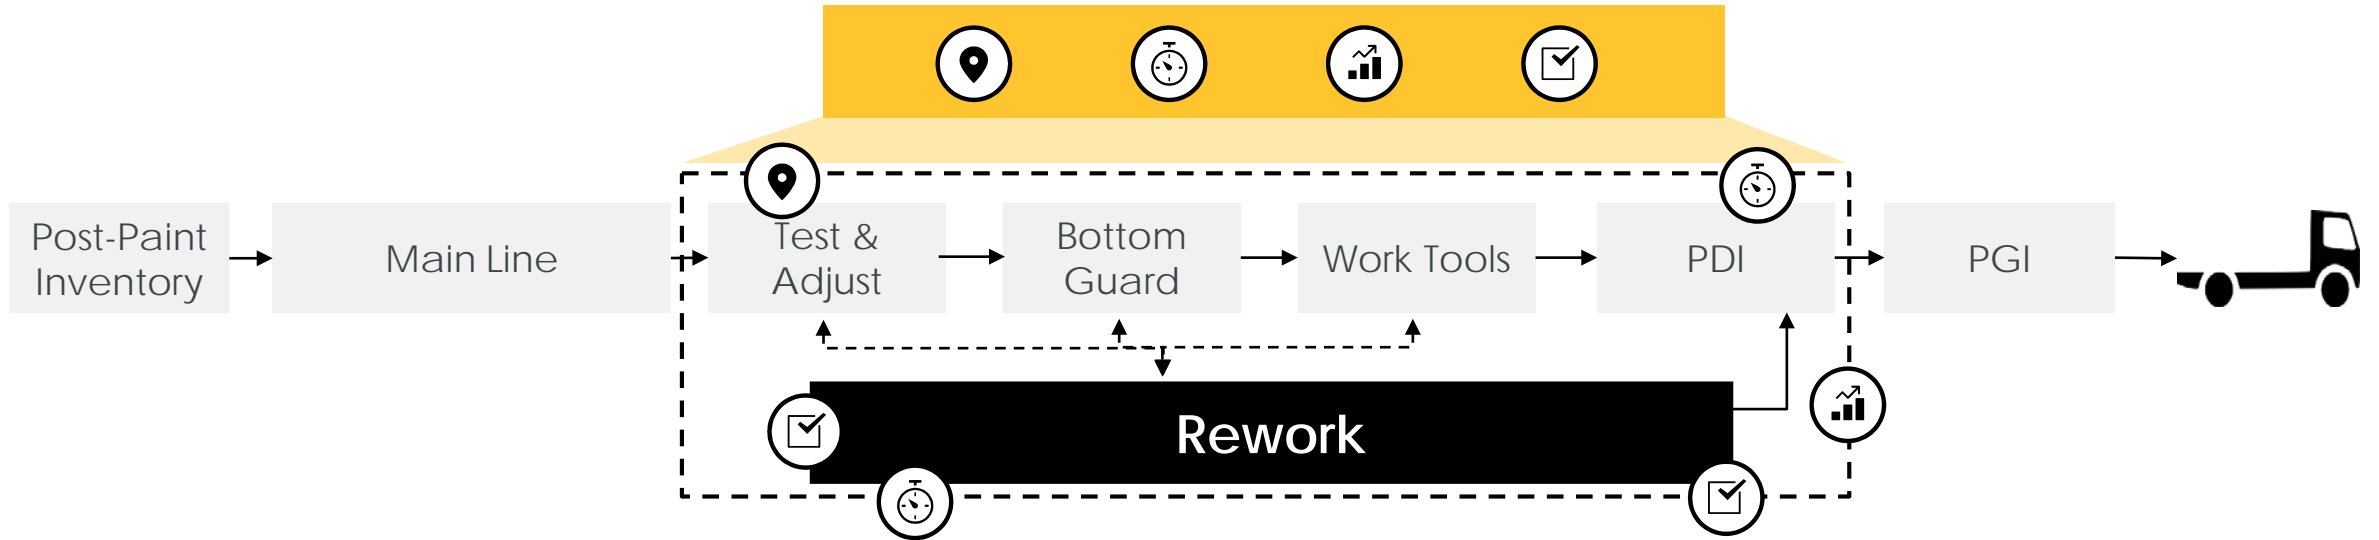 Post-Paint
Inventory
Main Line
Test &
Adjust
Bottom
Guard
Work Tools
PDI
PGI
Rework